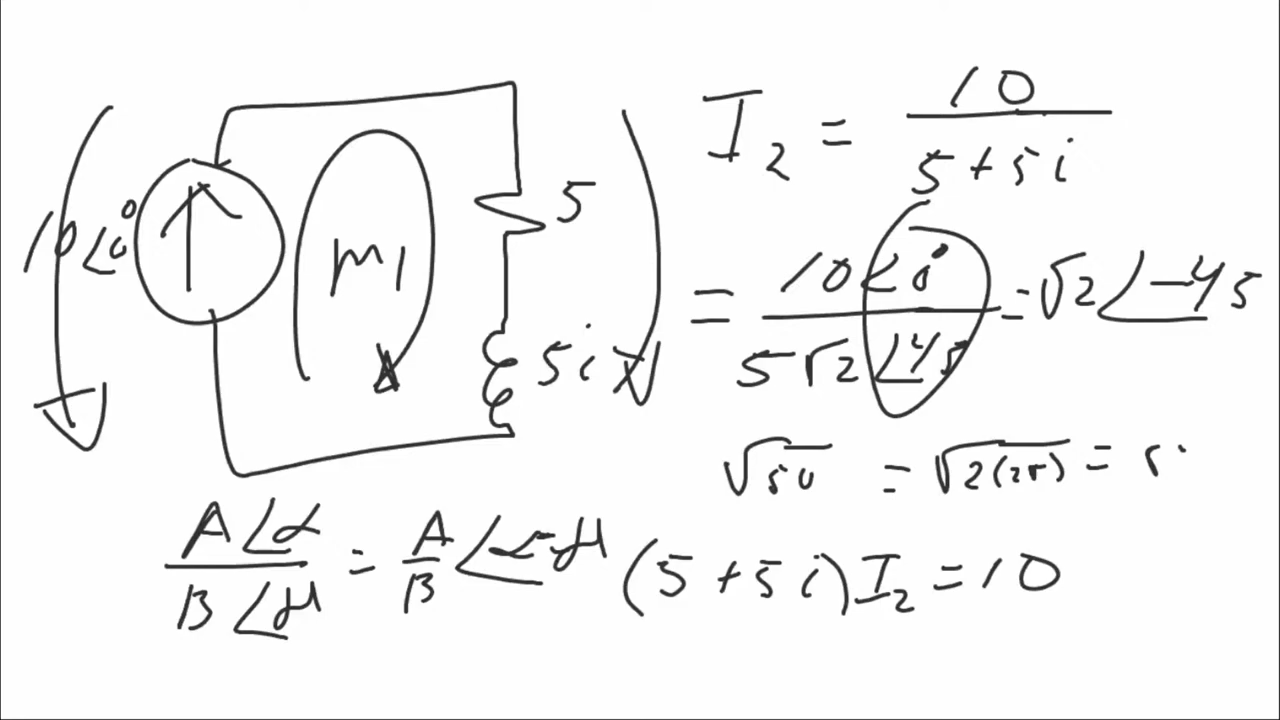 10∠0°
m1
5
5i
I₂ = 10 / (5 + 5i)
= 10∠0° / 5√2∠45 = √2∠-45
√50 = √2(25) = 5
A∠α / B∠μ = A/B ∠α-μ
(5 + 5i)I₂ = 10